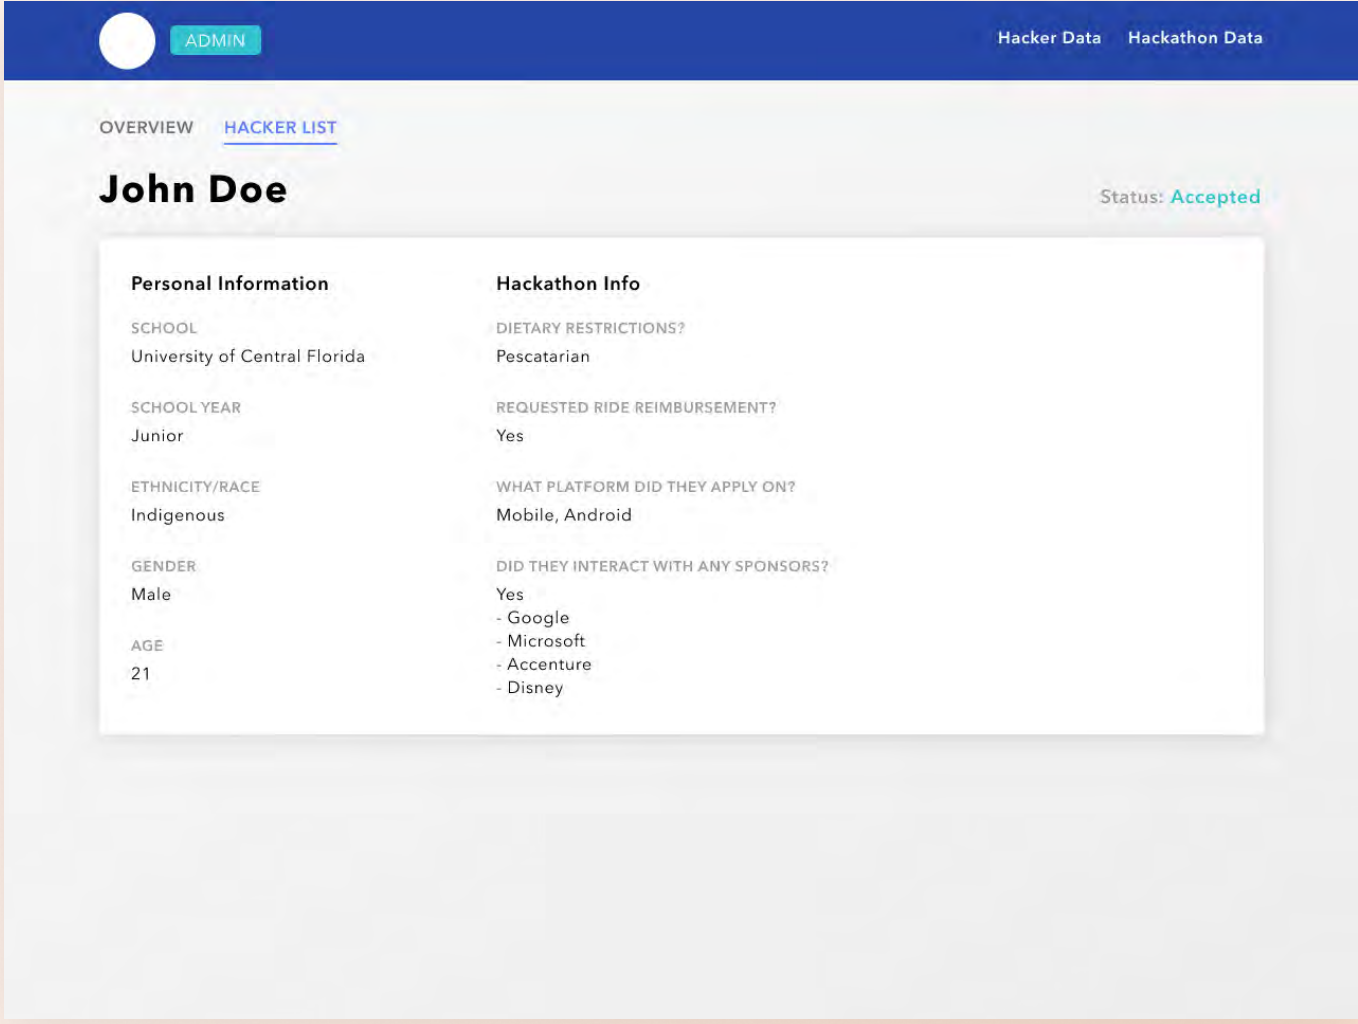 ADMIN
Hacker Data
Hackathon Data
OVERVIEW
HACKER LIST
John Doe
Status: Accepted
Personal Information
SCHOOL
University of Central Florida
SCHOOL YEAR
Junior
ETHNICITY/RACE
Indigenous
GENDER
Male
AGE
21
Hackathon Info
DIETARY RESTRICTIONS?
Pescatarian
REQUESTED RIDE REIMBURSEMENT?
Yes
WHAT PLATFORM DID THEY APPLY ON?
Mobile, Android
DID THEY INTERACT WITH ANY SPONSORS?
Yes
- Google
- Microsoft
- Accenture
- Disney